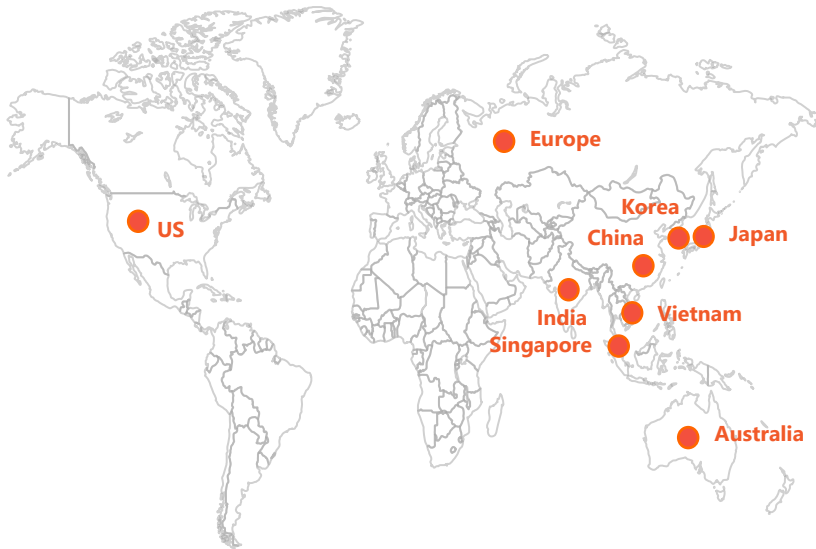 Europe
Korea
US
China
Japan
India
Vietnam
Singapore
Australia